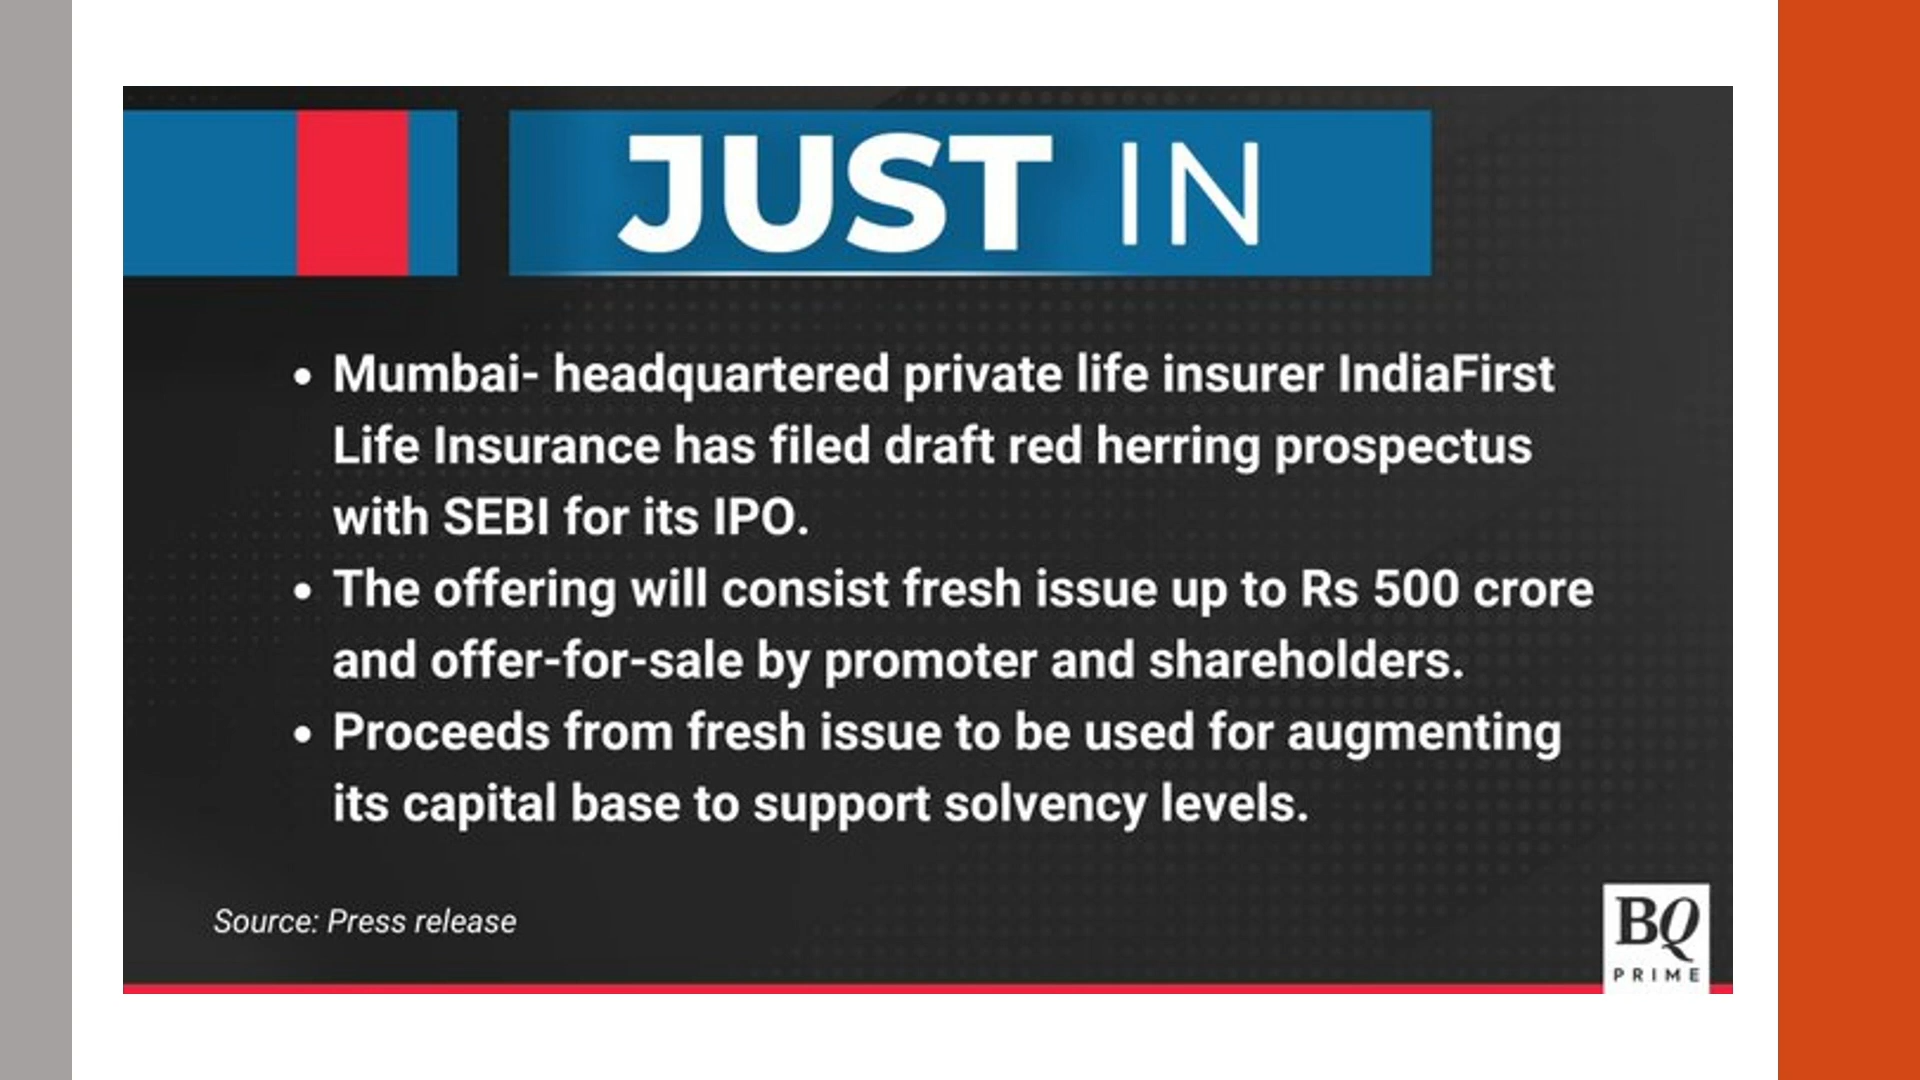 JUST IN
• Mumbai- headquartered private life insurer IndiaFirst
Life Insurance has filed draft red herring prospectus
with SEBI for its IPO.
• The offering will consist fresh issue up to Rs 500 crore
and offer-for-sale by promoter and shareholders.
• Proceeds from fresh issue to be used for augmenting
its capital base to support solvency levels.
Source: Press release
BQ
PRIME